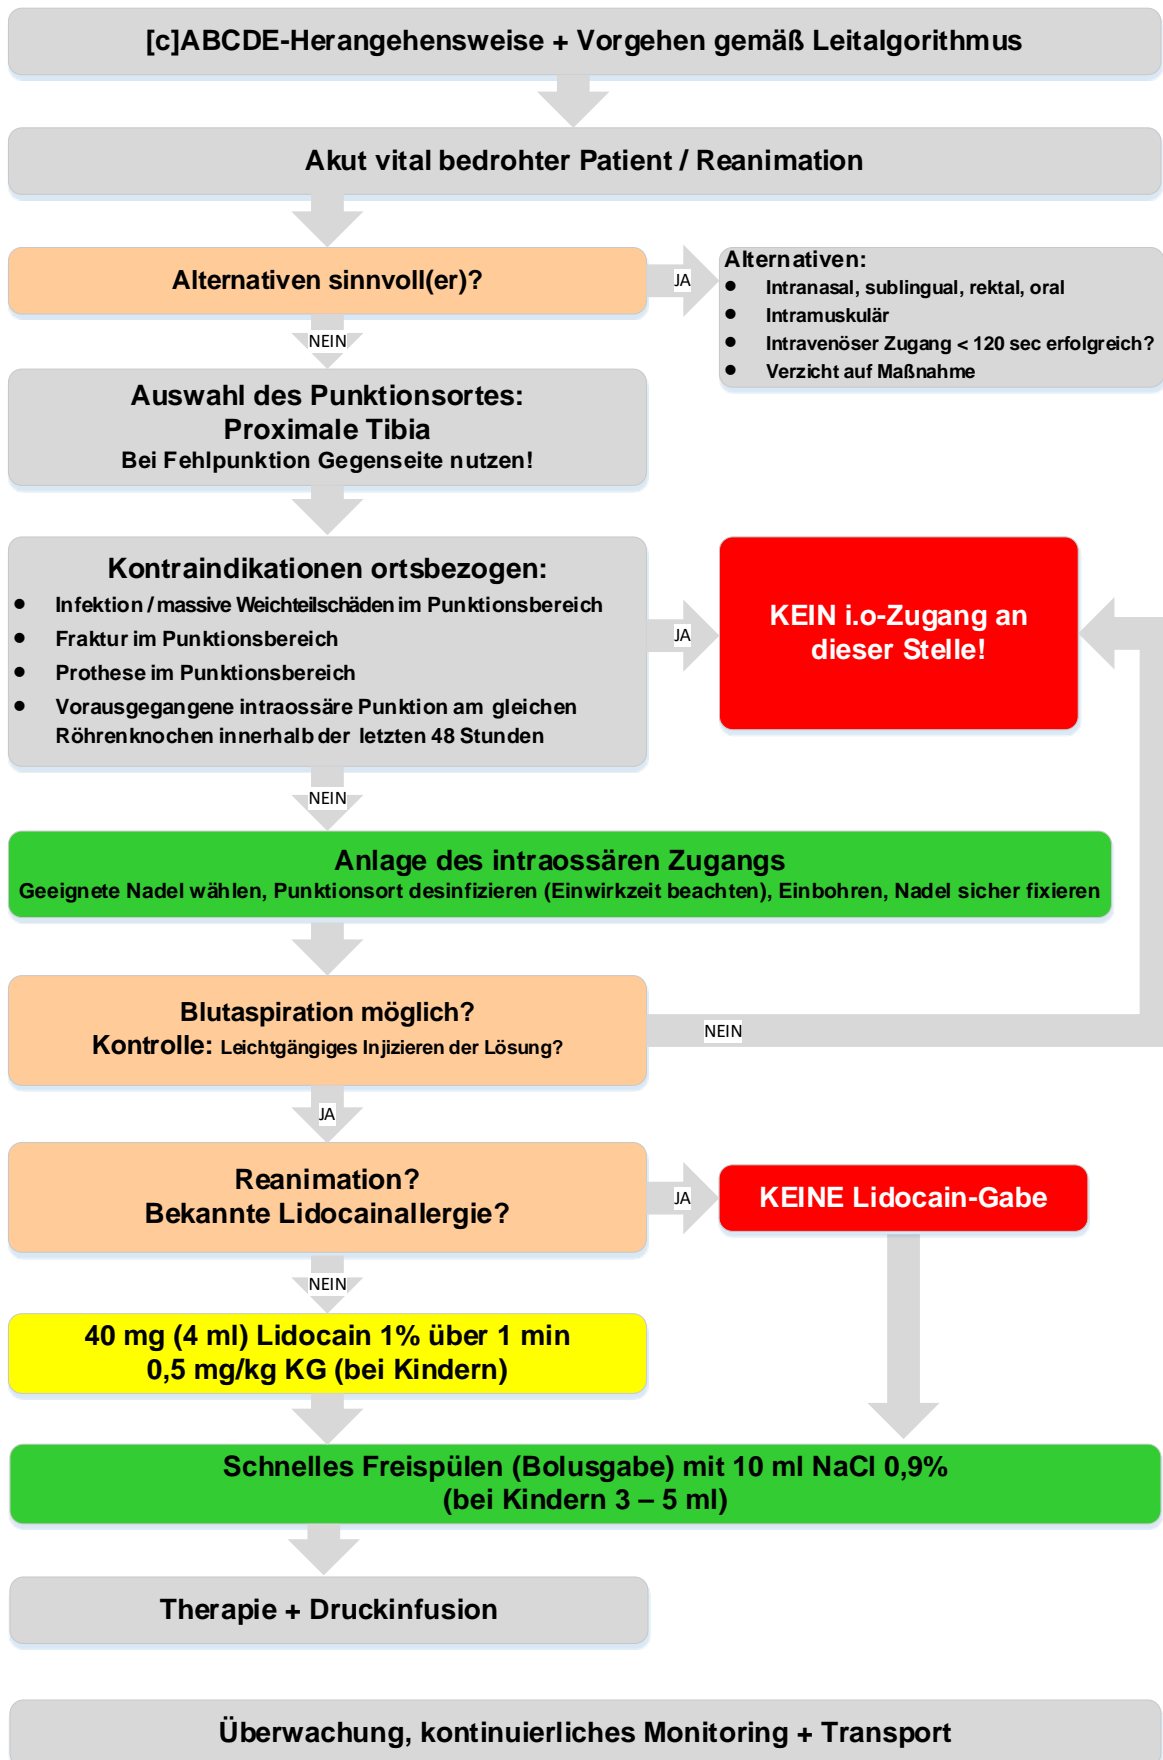 [c]ABCDE-Herangehensweise + Vorgehen gemäß Leitalgorithmus
Akut vital bedrohter Patient / Reanimation
Alternativen sinnvoll(er)?
JA
Alternativen:
● Intranasal, sublingual, rektal, oral
● Intramuskulär
● Intravenöser Zugang < 120 sec erfolgreich?
● Verzicht auf Maßnahme
NEIN
Auswahl des Punktionsortes:
Proximale Tibia
Bei Fehlpunktion Gegenseite nutzen!
Kontraindikationen ortsbezogen:
● Infektion / massive Weichteilschäden im Punktionsbereich
● Fraktur im Punktionsbereich
● Prothese im Punktionsbereich
● Vorausgegangene intraossäre Punktion am gleichen
Röhrenknochen innerhalb der letzten 48 Stunden
JA
KEIN i.o-Zugang an
dieser Stelle!
NEIN
Anlage des intraossären Zugangs
Geeignete Nadel wählen, Punktionsort desinfizieren (Einwirkzeit beachten), Einbohren, Nadel sicher fixieren
Blutaspiration möglich?
Kontrolle: Leichtgängiges Injizieren der Lösung?
NEIN
JA
Reanimation?
Bekannte Lidocainallergie?
JA
KEINE Lidocain-Gabe
NEIN
40 mg (4 ml) Lidocain 1% über 1 min
0,5 mg/kg KG (bei Kindern)
Schnelles Freispülen (Bolusgabe) mit 10 ml NaCl 0,9%
(bei Kindern 3 – 5 ml)
Therapie + Druckinfusion
Überwachung, kontinuierliches Monitoring + Transport